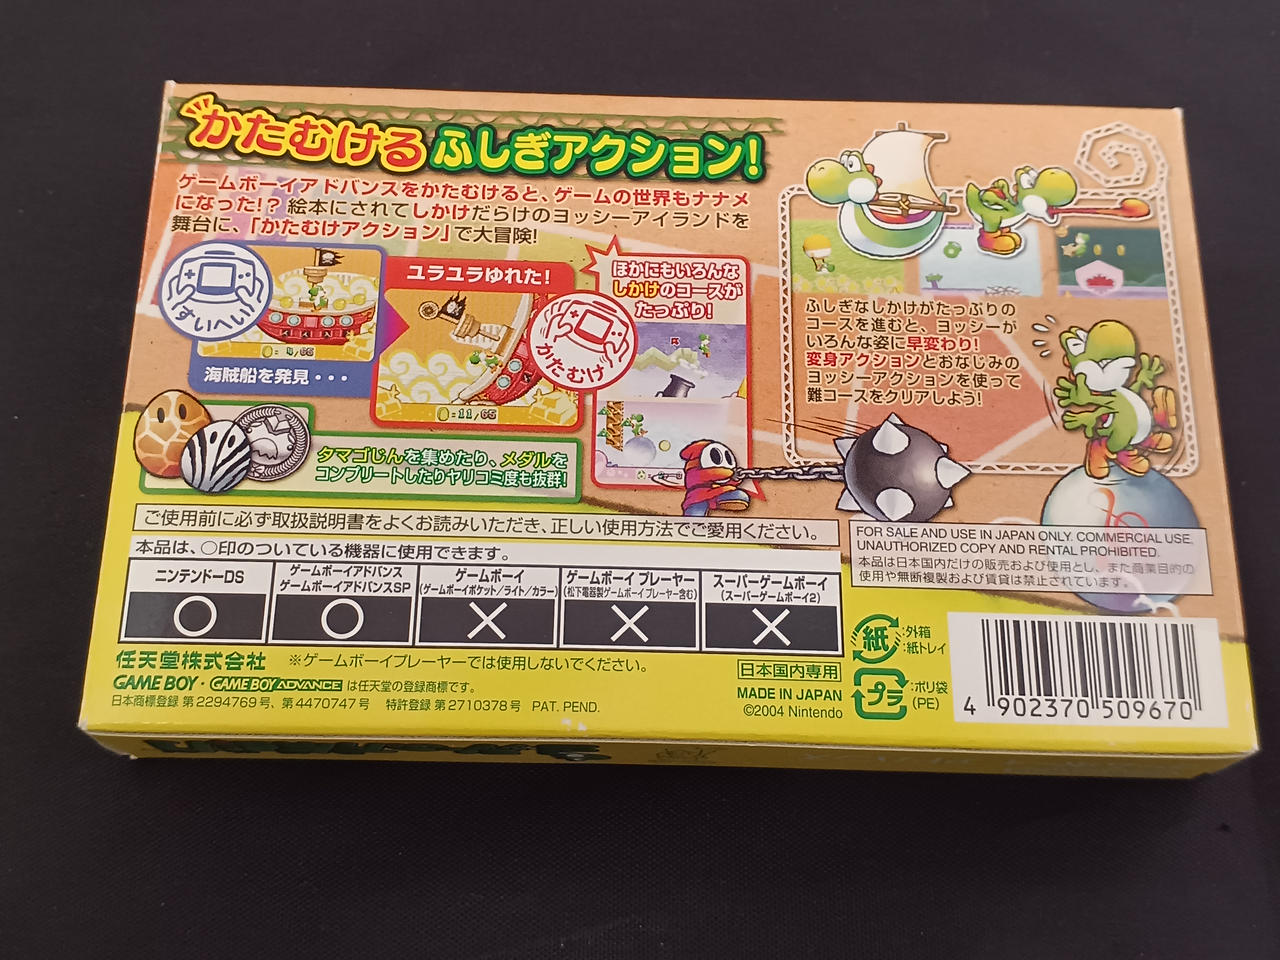 かたむける ふしぎアクション!
ゲームボーイアドバンスをかたむけると、ゲームの世界もナナメ
になった!? 絵本にされてしかけだらけのヨッシーアイランドを
舞台に、「かたむけアクション」で大冒険!
すいへい
4/65
海賊船を発見・・・
ユラユラゆれた!
かたむけ
:11/65
ほかにもいろんな
しかけのコースが
たっぷり!
ふしぎなしかけがたっぷりの
コースを進むと、ヨッシーが
いろんな姿に早変わり!
変身アクションとおなじみの
ヨッシーアクションを使って
難コースをクリアしよう!
タマゴじんを集めたり、メダルを
コンプリートしたりヤリコミ度も抜群!
ご使用前に必ず取扱説明書をよくお読みいただき、正しい使用方法でご愛用ください。
本品は、○印のついている機器に使用できます。
ニンテンドーDS
○
ゲームボーイアドバンス
ゲームボーイアドバンスSP
○
ゲームボーイ
(ゲームボーイポケット/ライト/カラー)
×
ゲームボーイ プレーヤー
(松下電器製ゲームボーイプレーヤー含む)
×
スーパーゲームボーイ
(スーパーゲームボーイ2)
×
FOR SALE AND USE IN JAPAN ONLY. COMMERCIAL USE,
UNAUTHORIZED COPY AND RENTAL PROHIBITED.
本品は日本国内だけの販売および使用とし、また商業目的の
使用や無断複製および賃貸は禁止されています。
任天堂株式会社 ※ゲームボーイプレーヤーでは使用しないでください。
GAME BOY・GAME BOY ADVANCE は任天堂の登録商標です。
日本商標登録 第2294769号、第4470747号 特許登録 第2710378号 PAT. PEND.
日本国内専用
MADE IN JAPAN
©2004 Nintendo
紙
:外箱
:紙トレイ
プラ
:ポリ袋
(PE)
4 902370 509670